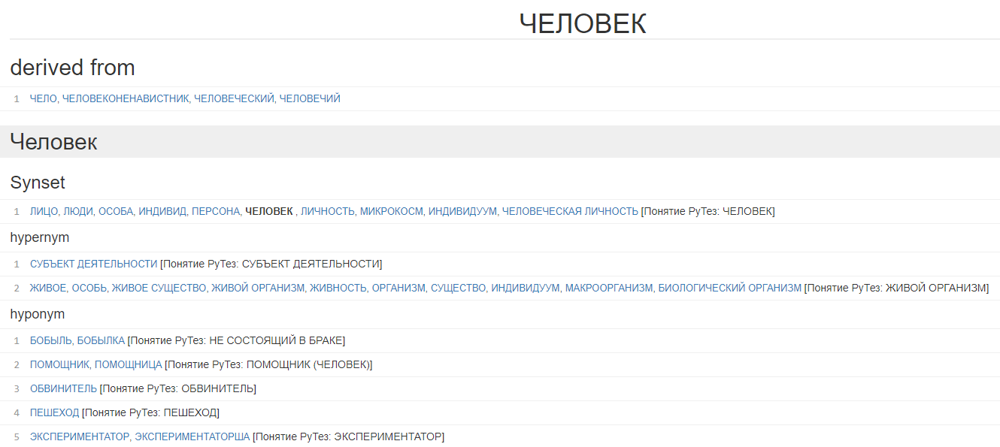 ЧЕЛОВЕК
derived from
1 ЧЕЛО, ЧЕЛОВЕКОНЕНАВИСТНИК, ЧЕЛОВЕЧЕСКИЙ, ЧЕЛОВЕЧИЙ
Человек
Synset
1 ЛИЦО, ЛЮДИ, ОСОБА, ИНДИВИД, ПЕРСОНА, ЧЕЛОВЕК , ЛИЧНОСТЬ, МИКРОКОСМ, ИНДИВИДУУМ, ЧЕЛОВЕЧЕСКАЯ ЛИЧНОСТЬ [Понятие РуТез: ЧЕЛОВЕК]
hypernym
1 СУБЪЕКТ ДЕЯТЕЛЬНОСТИ [Понятие РуТез: СУБЪЕКТ ДЕЯТЕЛЬНОСТИ]
2 ЖИВОЕ, ОСОБЬ, ЖИВОЕ СУЩЕСТВО, ЖИВОЙ ОРГАНИЗМ, ЖИВНОСТЬ, ОРГАНИЗМ, СУЩЕСТВО, ИНДИВИДУУМ, МАКРООРГАНИЗМ, БИОЛОГИЧЕСКИЙ ОРГАНИЗМ [Понятие РуТез: ЖИВОЙ ОРГАНИЗМ]
hyponym
1 БОБЫЛЬ, БОБЫЛКА [Понятие РуТез: НЕ СОСТОЯЩИЙ В БРАКЕ]
2 ПОМОЩНИК, ПОМОЩНИЦА [Понятие РуТез: ПОМОЩНИК (ЧЕЛОВЕК)]
3 ОБВИНИТЕЛЬ [Понятие РуТез: ОБВИНИТЕЛЬ]
4 ПЕШЕХОД [Понятие РуТез: ПЕШЕХОД]
5 ЭКСПЕРИМЕНТАТОР, ЭКСПЕРИМЕНТАТОРША [Понятие РуТез: ЭКСПЕРИМЕНТАТОР]